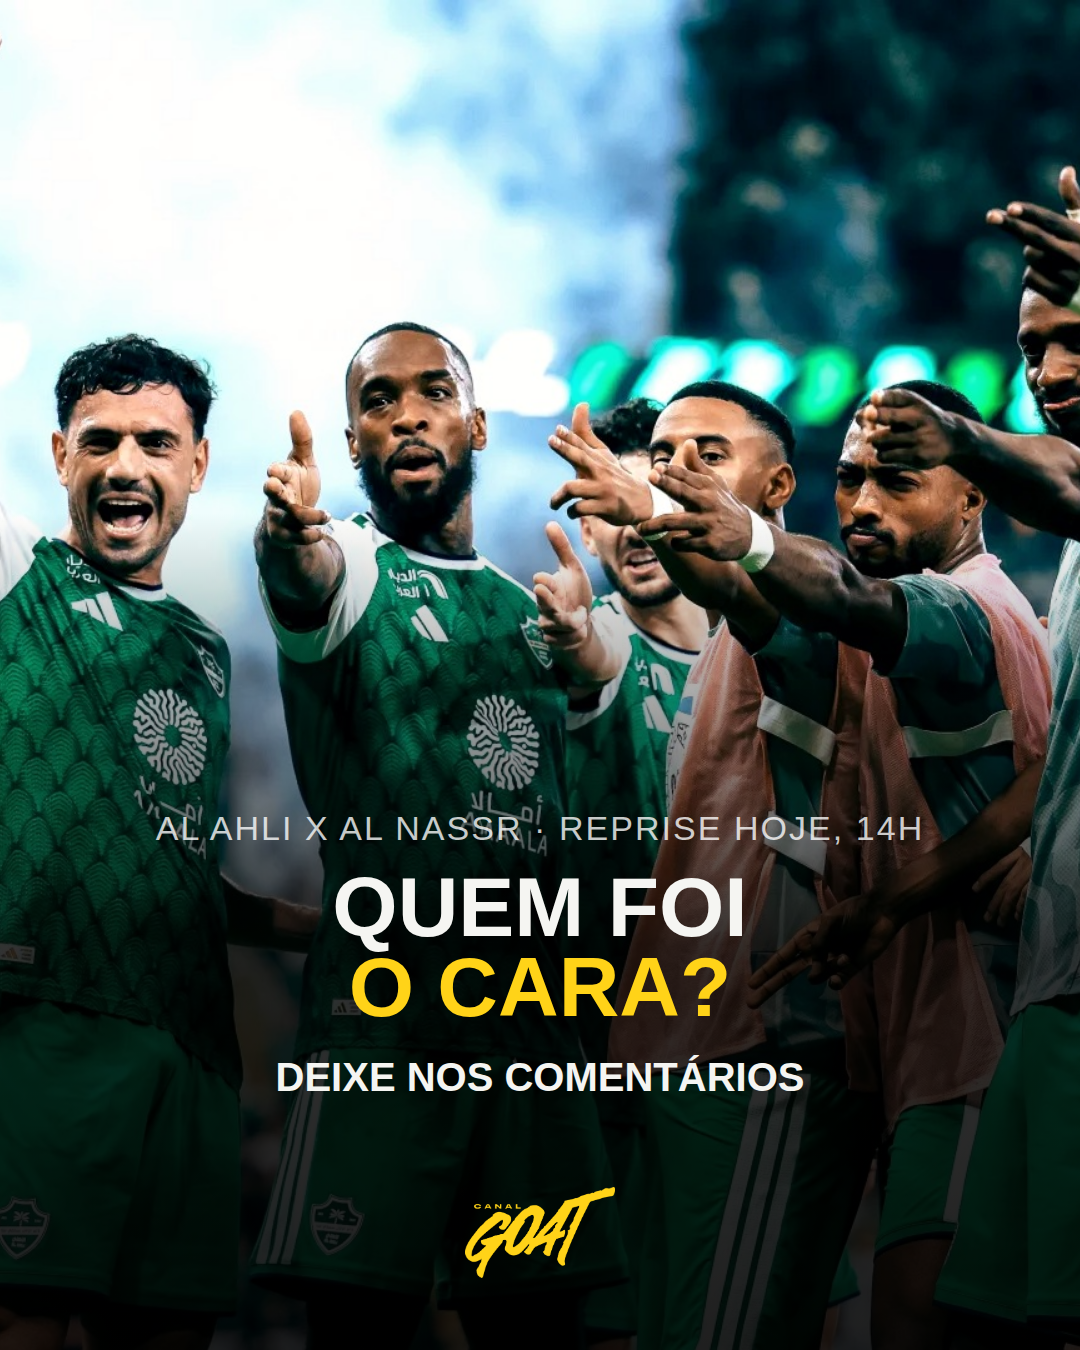 AL AHLI X AL NASSR · REPRISE HOJE, 14H
QUEM FOI
O CARA?
DEIXE NOS COMENTÁRIOS
CANAL
GOAT